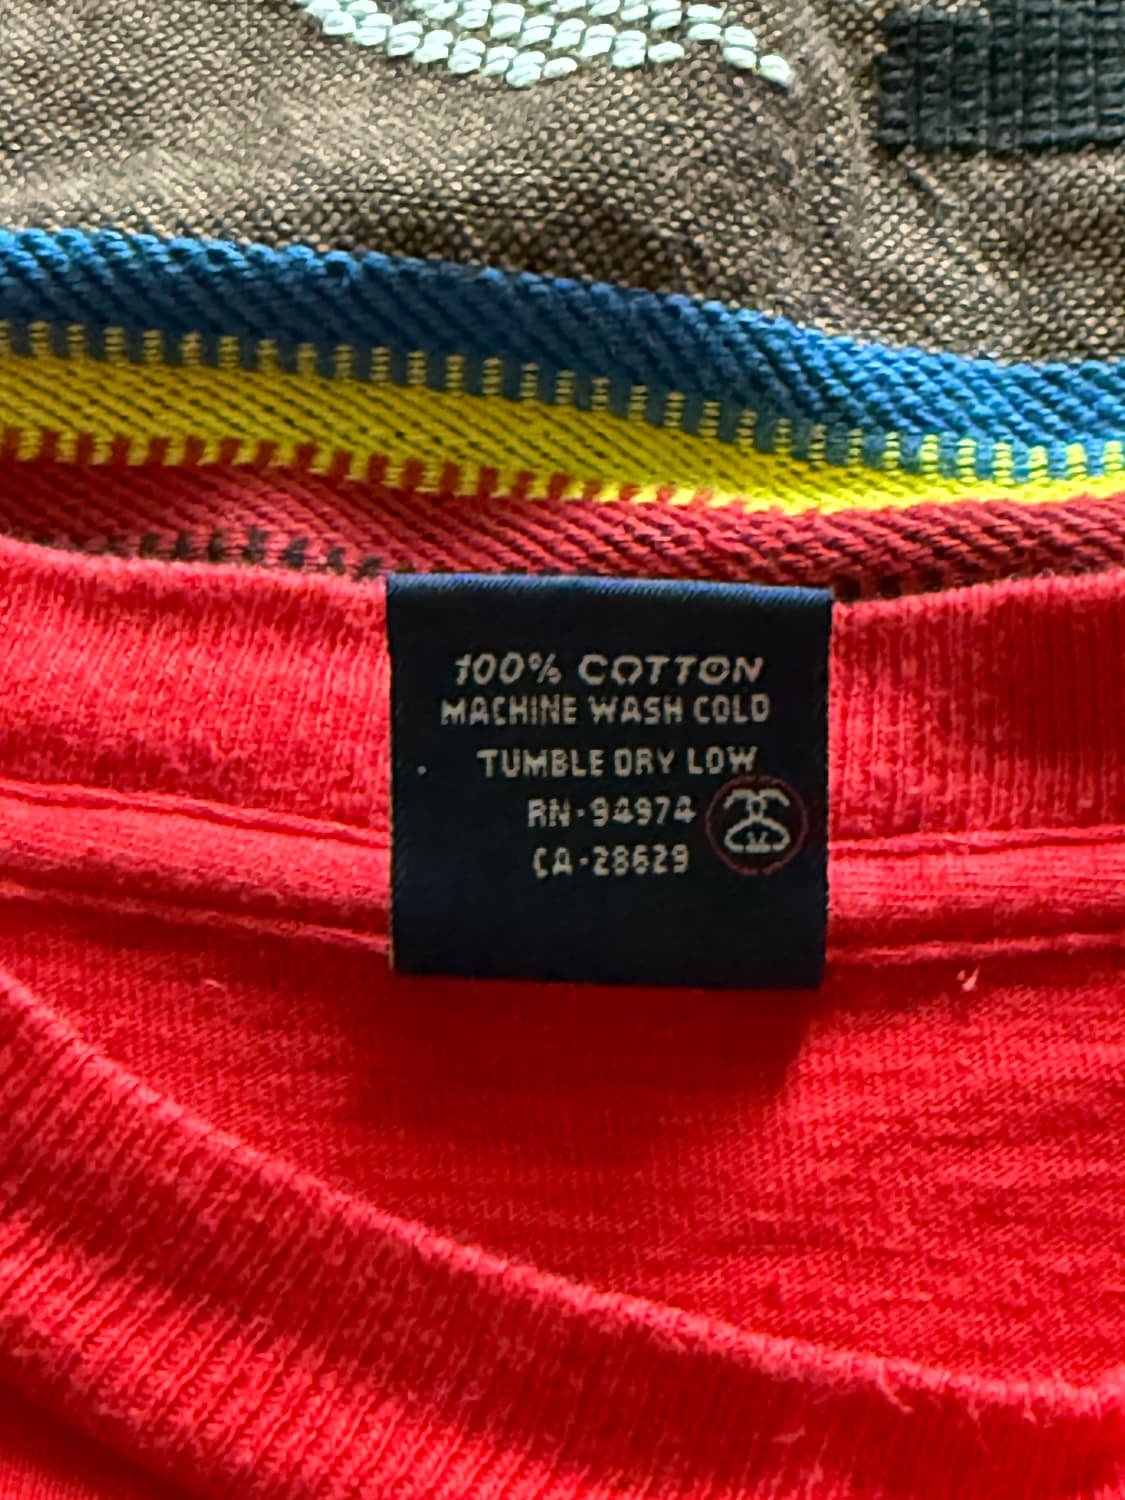 100% COTTON
MACHINE WASH COLD
TUMBLE DRY LOW
RN-94974
CA-28629